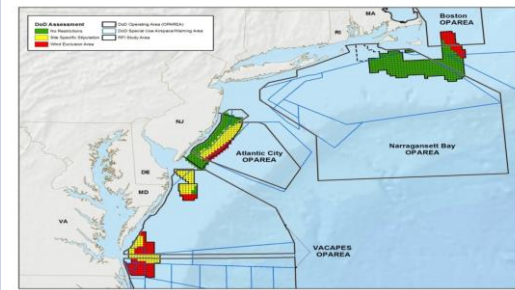 DoD Assessment
No Restrictions
Site Specific Stipulation
Wind Exclusion Area
DoD Operating Area (OPAREA)
DoD Special Use Airspace/Warning Area
RFI Study Area
MA
Boston
OPAREA
RI
NJ
Atlantic City
OPAREA
Narragansett Bay
OPAREA
DE
MD
VA
VACAPES
OPAREA